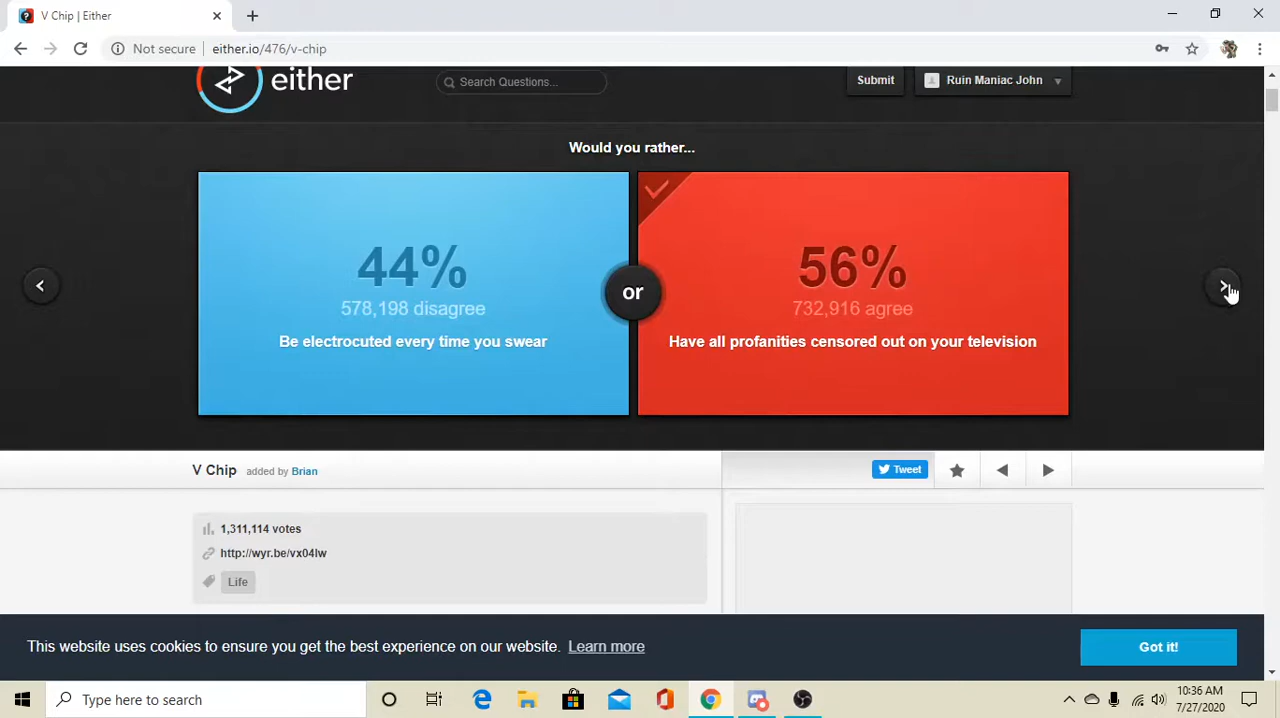 V Chip | Either
Not secure
either.io/476/v-chip
either
Search Questions...
Submit
Ruin Maniac John
Would you rather...
44%
578,198 disagree
Be electrocuted every time you swear
or
56%
732,916 agree
Have all profanities censored out on your television
V Chip added by Brian
Tweet
1,311,114 votes
http://wyr.be/vx04Iw
Life
This website uses cookies to ensure you get the best experience on our website. Learn more
Got it!
Type here to search
10:36 AM
7/27/2020